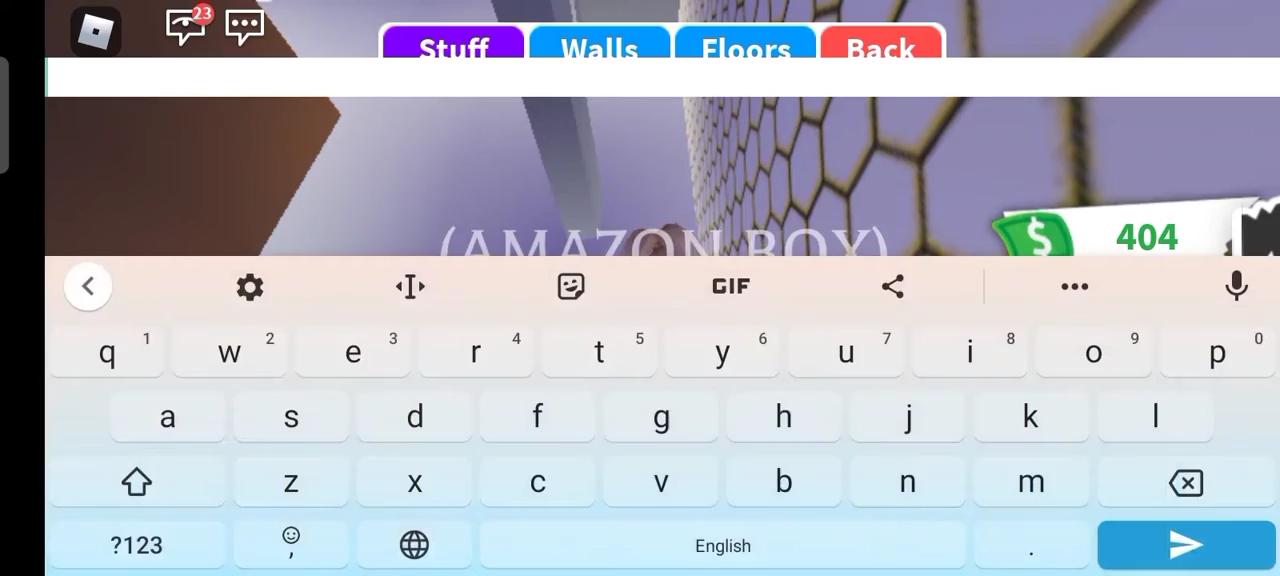 23
Stuff Walls Floors Back
(AMAZON BOX)
404
GIF
q 1 w 2 e 3 r 4 t 5 y 6 u 7 i 8 o 9 p 0
a s d f g h j k l
z x c v b n m
?123 , English .